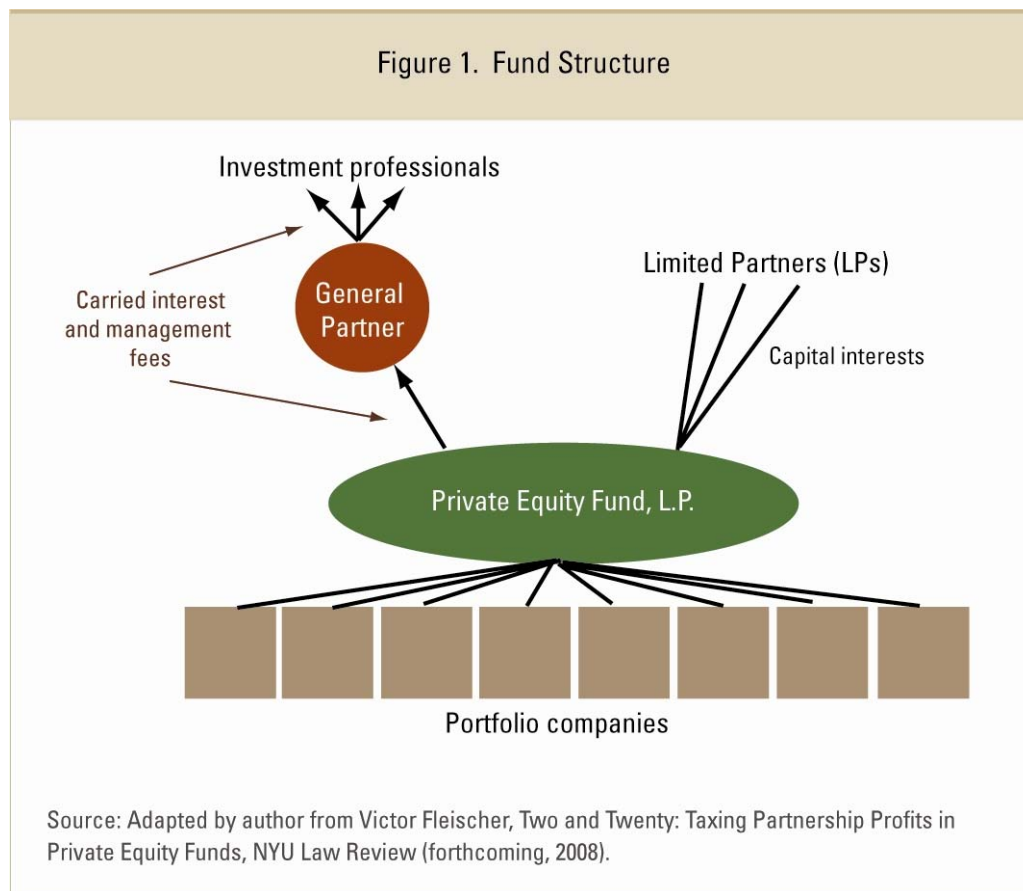 Figure 1. Fund Structure
Investment professionals
General
Partner
Limited Partners (LPs)
Carried interest
and management
fees
Capital interests
Private Equity Fund, L.P.
Portfolio companies
Source: Adapted by author from Victor Fleischer, Two and Twenty: Taxing Partnership Profits in
Private Equity Funds, NYU Law Review (forthcoming, 2008).